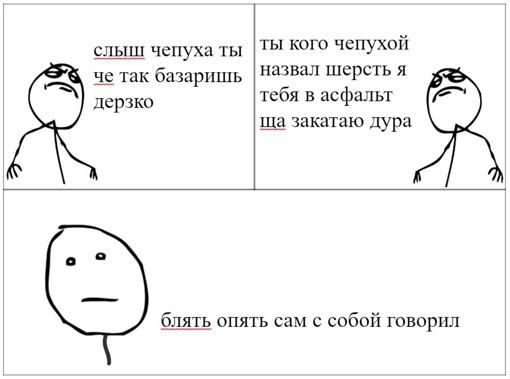 слыш чепуха ты
че так базаришь
дерзко
ты кого чепухой
назвал шерсть я
тебя в асфальт
ща закатаю дура
блять опять сам с собой говорил